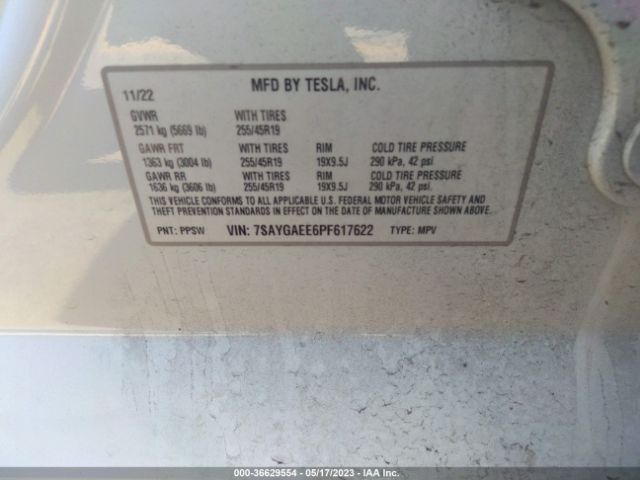 MFD BY TESLA, INC.
11/22
GVWR WITH TIRES
2571 kg (5669 lb) 255/45R19
GAWR FRT WITH TIRES RIM COLD TIRE PRESSURE
1363 kg (3004 lb) 255/45R19 19X9.5J 290 kPa, 42 psi
GAWR RR WITH TIRES RIM COLD TIRE PRESSURE
1636 kg (3606 lb) 255/45R19 19X9.5J 290 kPa, 42 psi
THIS VEHICLE CONFORMS TO ALL APPLICABLE U.S. FEDERAL MOTOR VEHICLE SAFETY AND
THEFT PREVENTION STANDARDS IN EFFECT ON THE DATE OF MANUFACTURE SHOWN ABOVE.
PNT: PPSW VIN: 7SAYGAEE6PF617622 TYPE: MPV
000-36629554 - 05/17/2023 - IAA Inc.